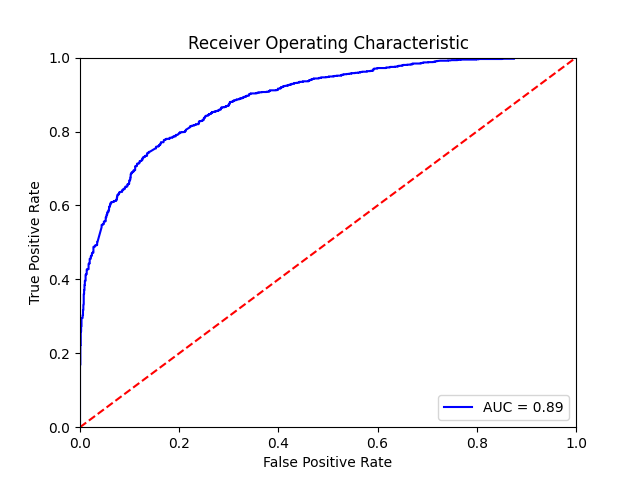 Receiver Operating Characteristic
1.0
0.8
0.6
0.4
0.2
0.0
True Positive Rate
AUC = 0.89
0.0 0.2 0.4 0.6 0.8 1.0
False Positive Rate